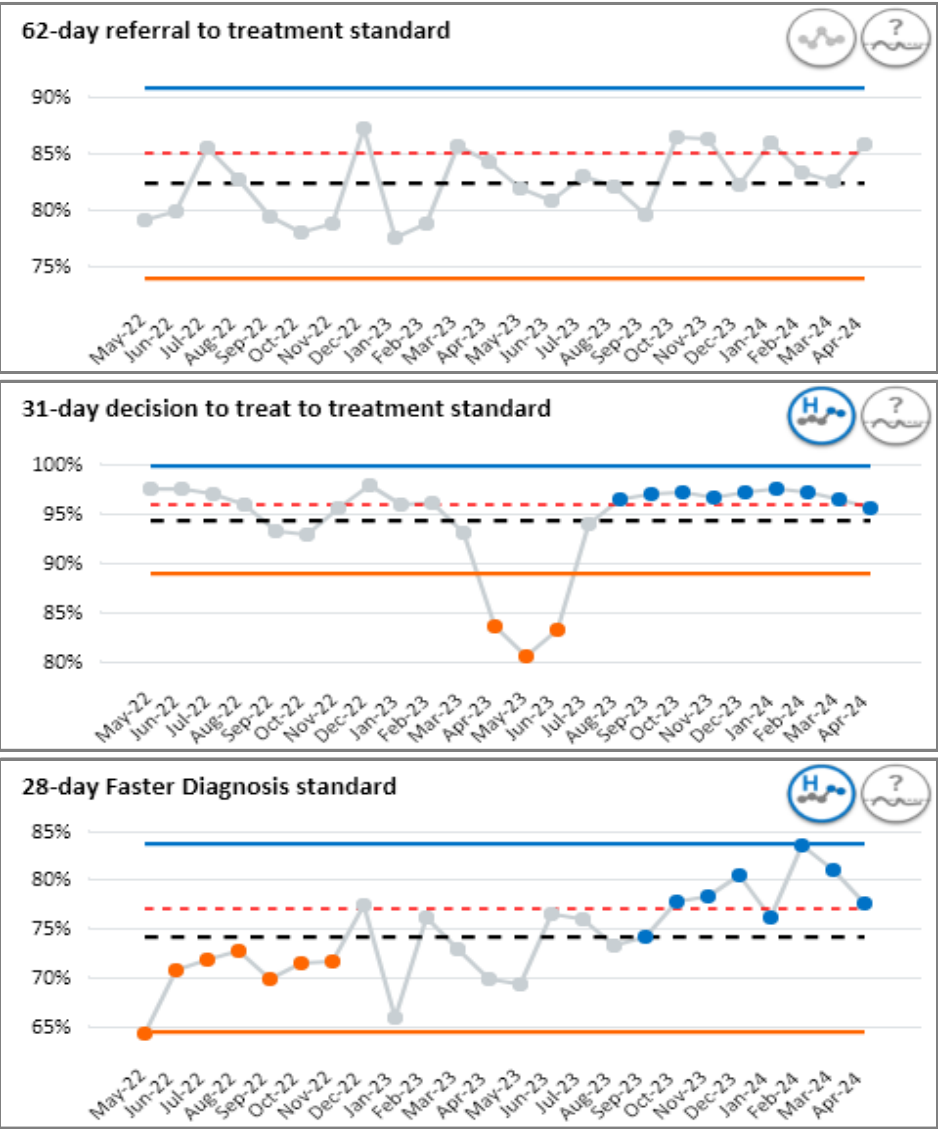 62-day referral to treatment standard
?
90%
85%
80%
75%
May-22 Jun-22 Jul-22 Aug-22 Sep-22 Oct-22 Nov-22 Dec-22 Jan-23 Feb-23 Mar-23 Apr-23 May-23 Jun-23 Jul-23 Aug-23 Sep-23 Oct-23 Nov-23 Dec-23 Jan-24 Feb-24 Mar-24 Apr-24
31-day decision to treat to treatment standard
H ?
100%
95%
90%
85%
80%
May-22 Jun-22 Jul-22 Aug-22 Sep-22 Oct-22 Nov-22 Dec-22 Jan-23 Feb-23 Mar-23 Apr-23 May-23 Jun-23 Jul-23 Aug-23 Sep-23 Oct-23 Nov-23 Dec-23 Jan-24 Feb-24 Mar-24 Apr-24
28-day Faster Diagnosis standard
H ?
85%
80%
75%
70%
65%
May-22 Jun-22 Jul-22 Aug-22 Sep-22 Oct-22 Nov-22 Dec-22 Jan-23 Feb-23 Mar-23 Apr-23 May-23 Jun-23 Jul-23 Aug-23 Sep-23 Oct-23 Nov-23 Dec-23 Jan-24 Feb-24 Mar-24 Apr-24